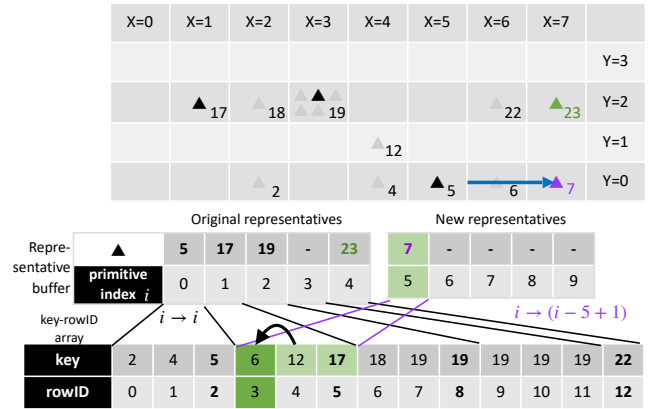 X=0 X=1 X=2 X=3 X=4 X=5 X=6 X=7
Y=3
17 18 19 22 23 Y=2
12 Y=1
2 4 5 6 7 Y=0
Original representatives New representatives
Repre-
sentative
buffer
▲ 5 17 19 - 23 7 - - - -
primitive
index i 0 1 2 3 4 5 6 7 8 9
key-rowID
array
i → i i → (i − 5 + 1)
key 2 4 5 6 12 17 18 19 19 19 19 19 22
rowID 0 1 2 3 4 5 6 7 8 9 10 11 12